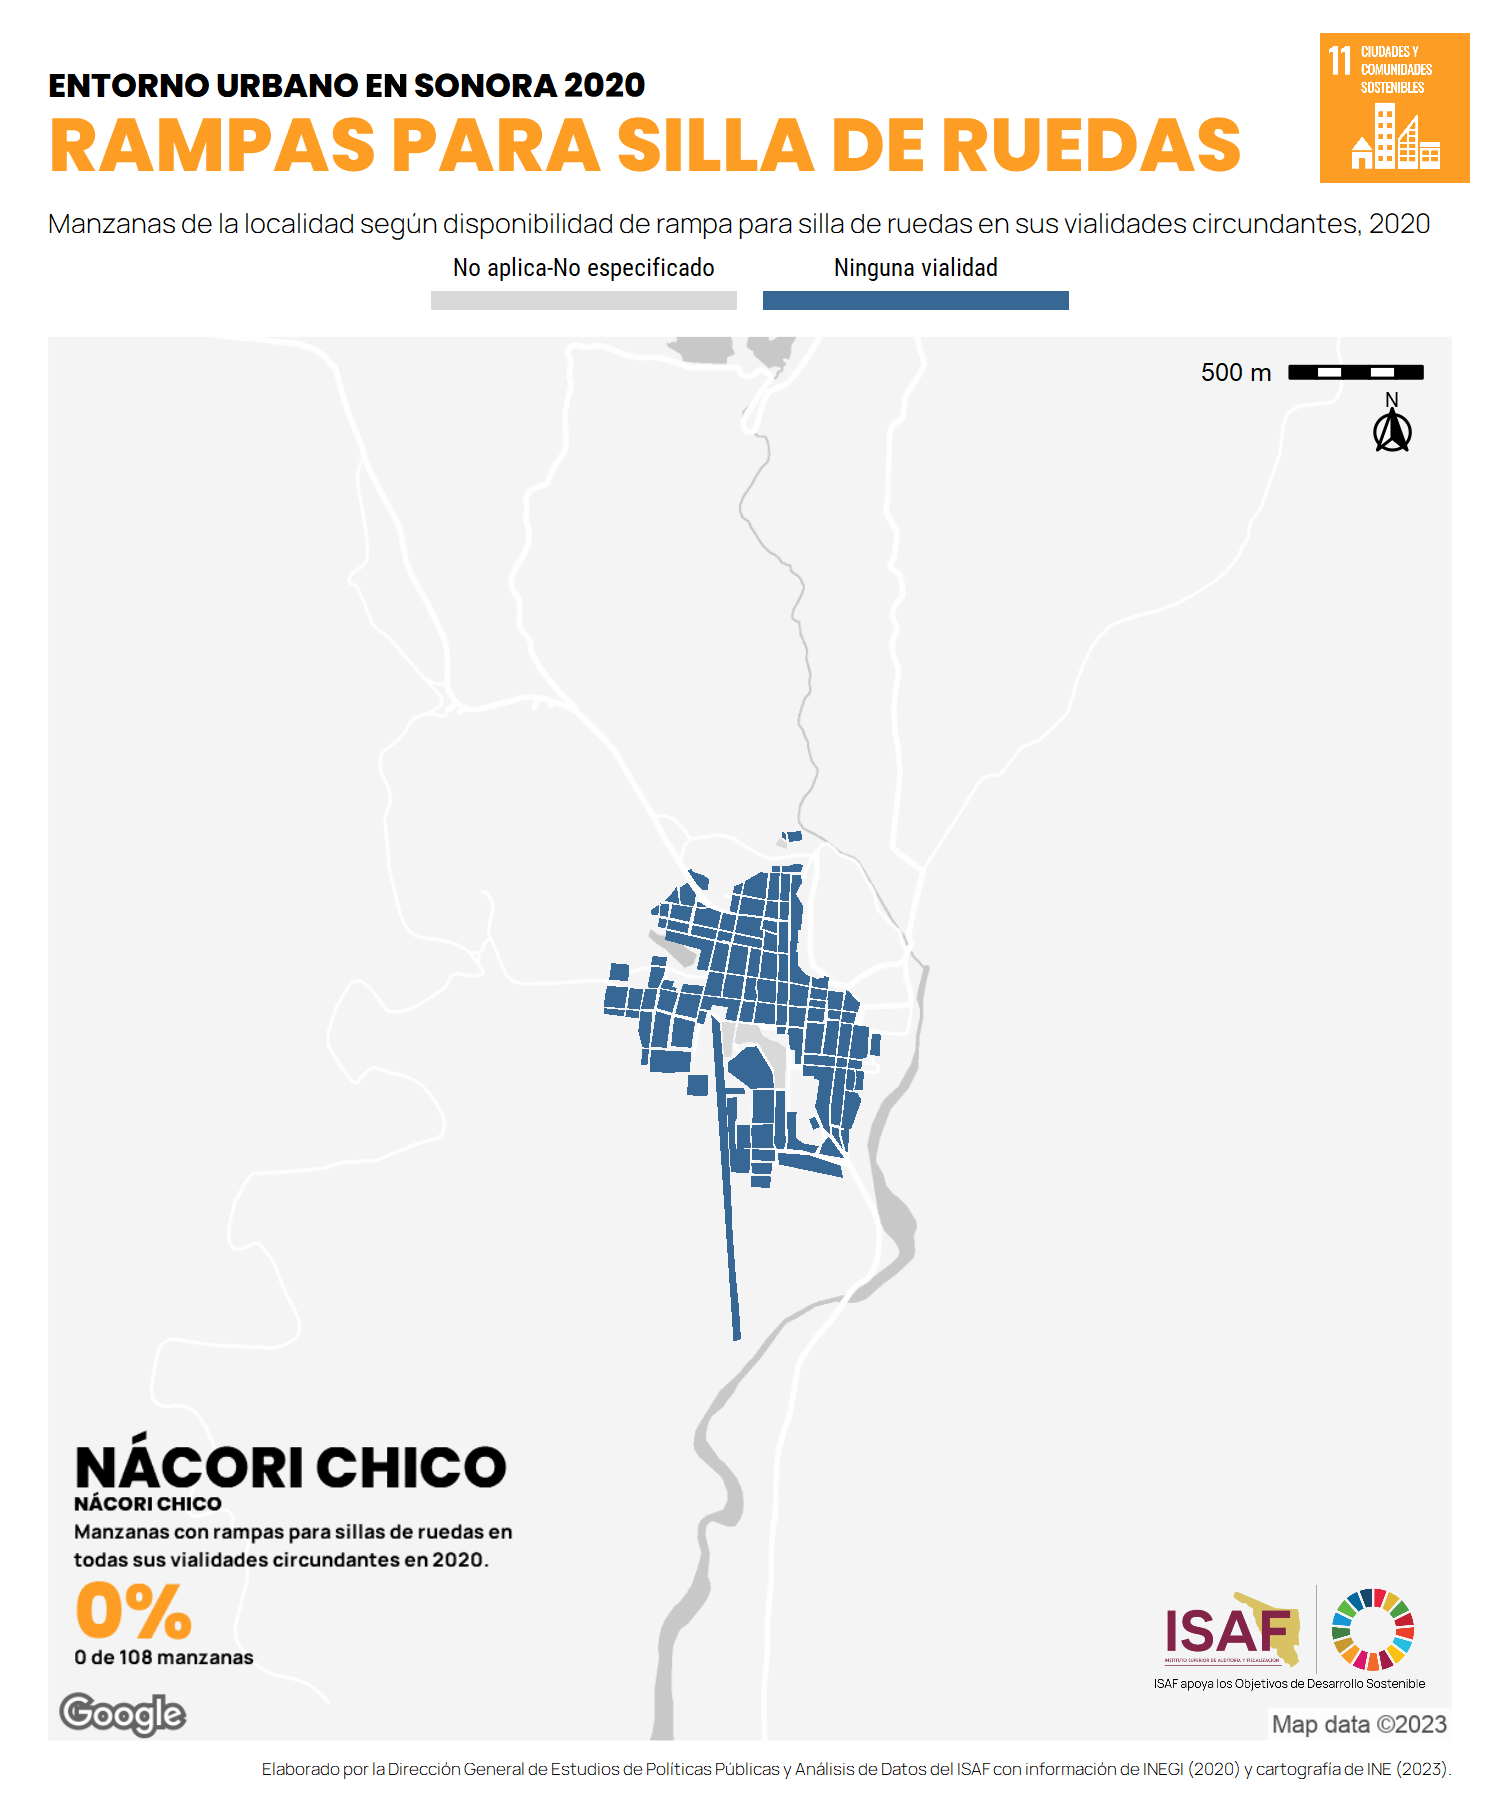 ENTORNO URBANO EN SONORA 2020
RAMPAS PARA SILLA DE RUEDAS
11 CIUDADES Y
COMUNIDADES
SOSTENIBLES
Manzanas de la localidad según disponibilidad de rampa para silla de ruedas en sus vialidades circundantes, 2020
No aplica-No especificado
Ninguna vialidad
500 m
N
NÁCORI CHICO
NÁCORI CHICO
Manzanas con rampas para sillas de ruedas en
todas sus vialidades circundantes en 2020.
0%
0 de 108 manzanas
Google
ISAF
INSTITUTO SUPERIOR DE AUDITORÍA Y FISCALIZACIÓN
ISAF apoya los Objetivos de Desarrollo Sostenible
Map data ©2023
Elaborado por la Dirección General de Estudios de Políticas Públicas y Análisis de Datos del ISAF con información de INEGI (2020) y cartografía de INE (2023).